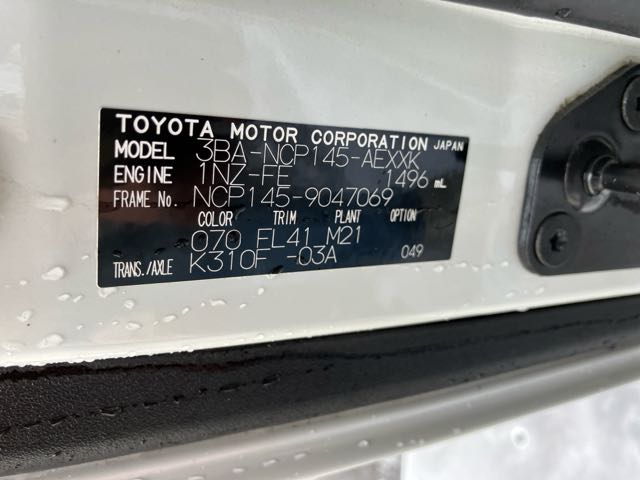 TOYOTA MOTOR CORPORATION JAPAN
MODEL 3BA-NCP145-AEXXK
ENGINE 1NZ-FE 1496 mL
FRAME No. NCP145-9047069
COLOR TRIM PLANT OPTION
070 FL41 M21
TRANS./AXLE K310F -03A 049